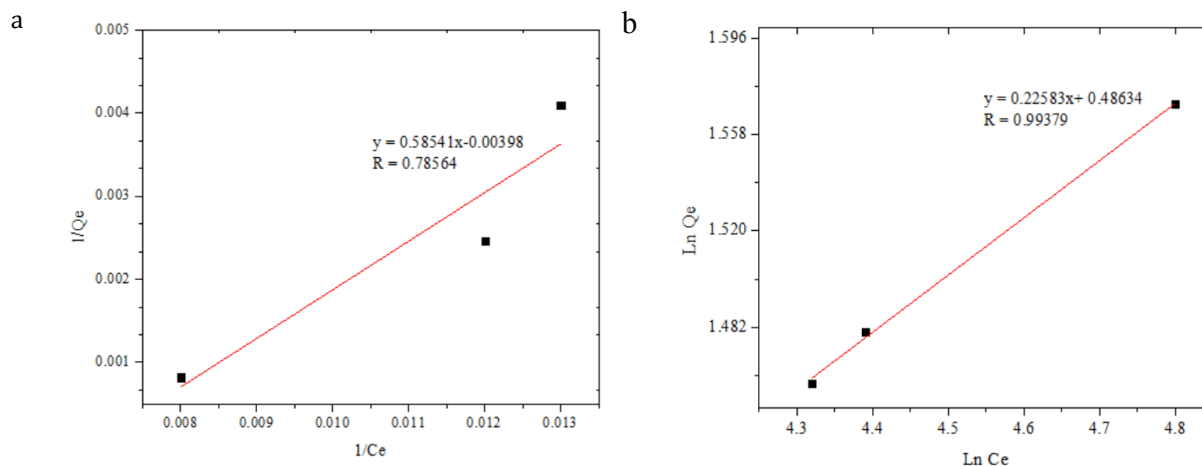 a
0.005
0.004
0.003
0.002
0.001
1/Qe
y = 0.58541x-0.00398
R = 0.78564
0.008 0.009 0.010 0.011 0.012 0.013
1/Ce
b
1.596
1.558
1.520
1.482
Ln Qe
y = 0.22583x+ 0.48634
R = 0.99379
4.3 4.4 4.5 4.6 4.7 4.8
Ln Ce